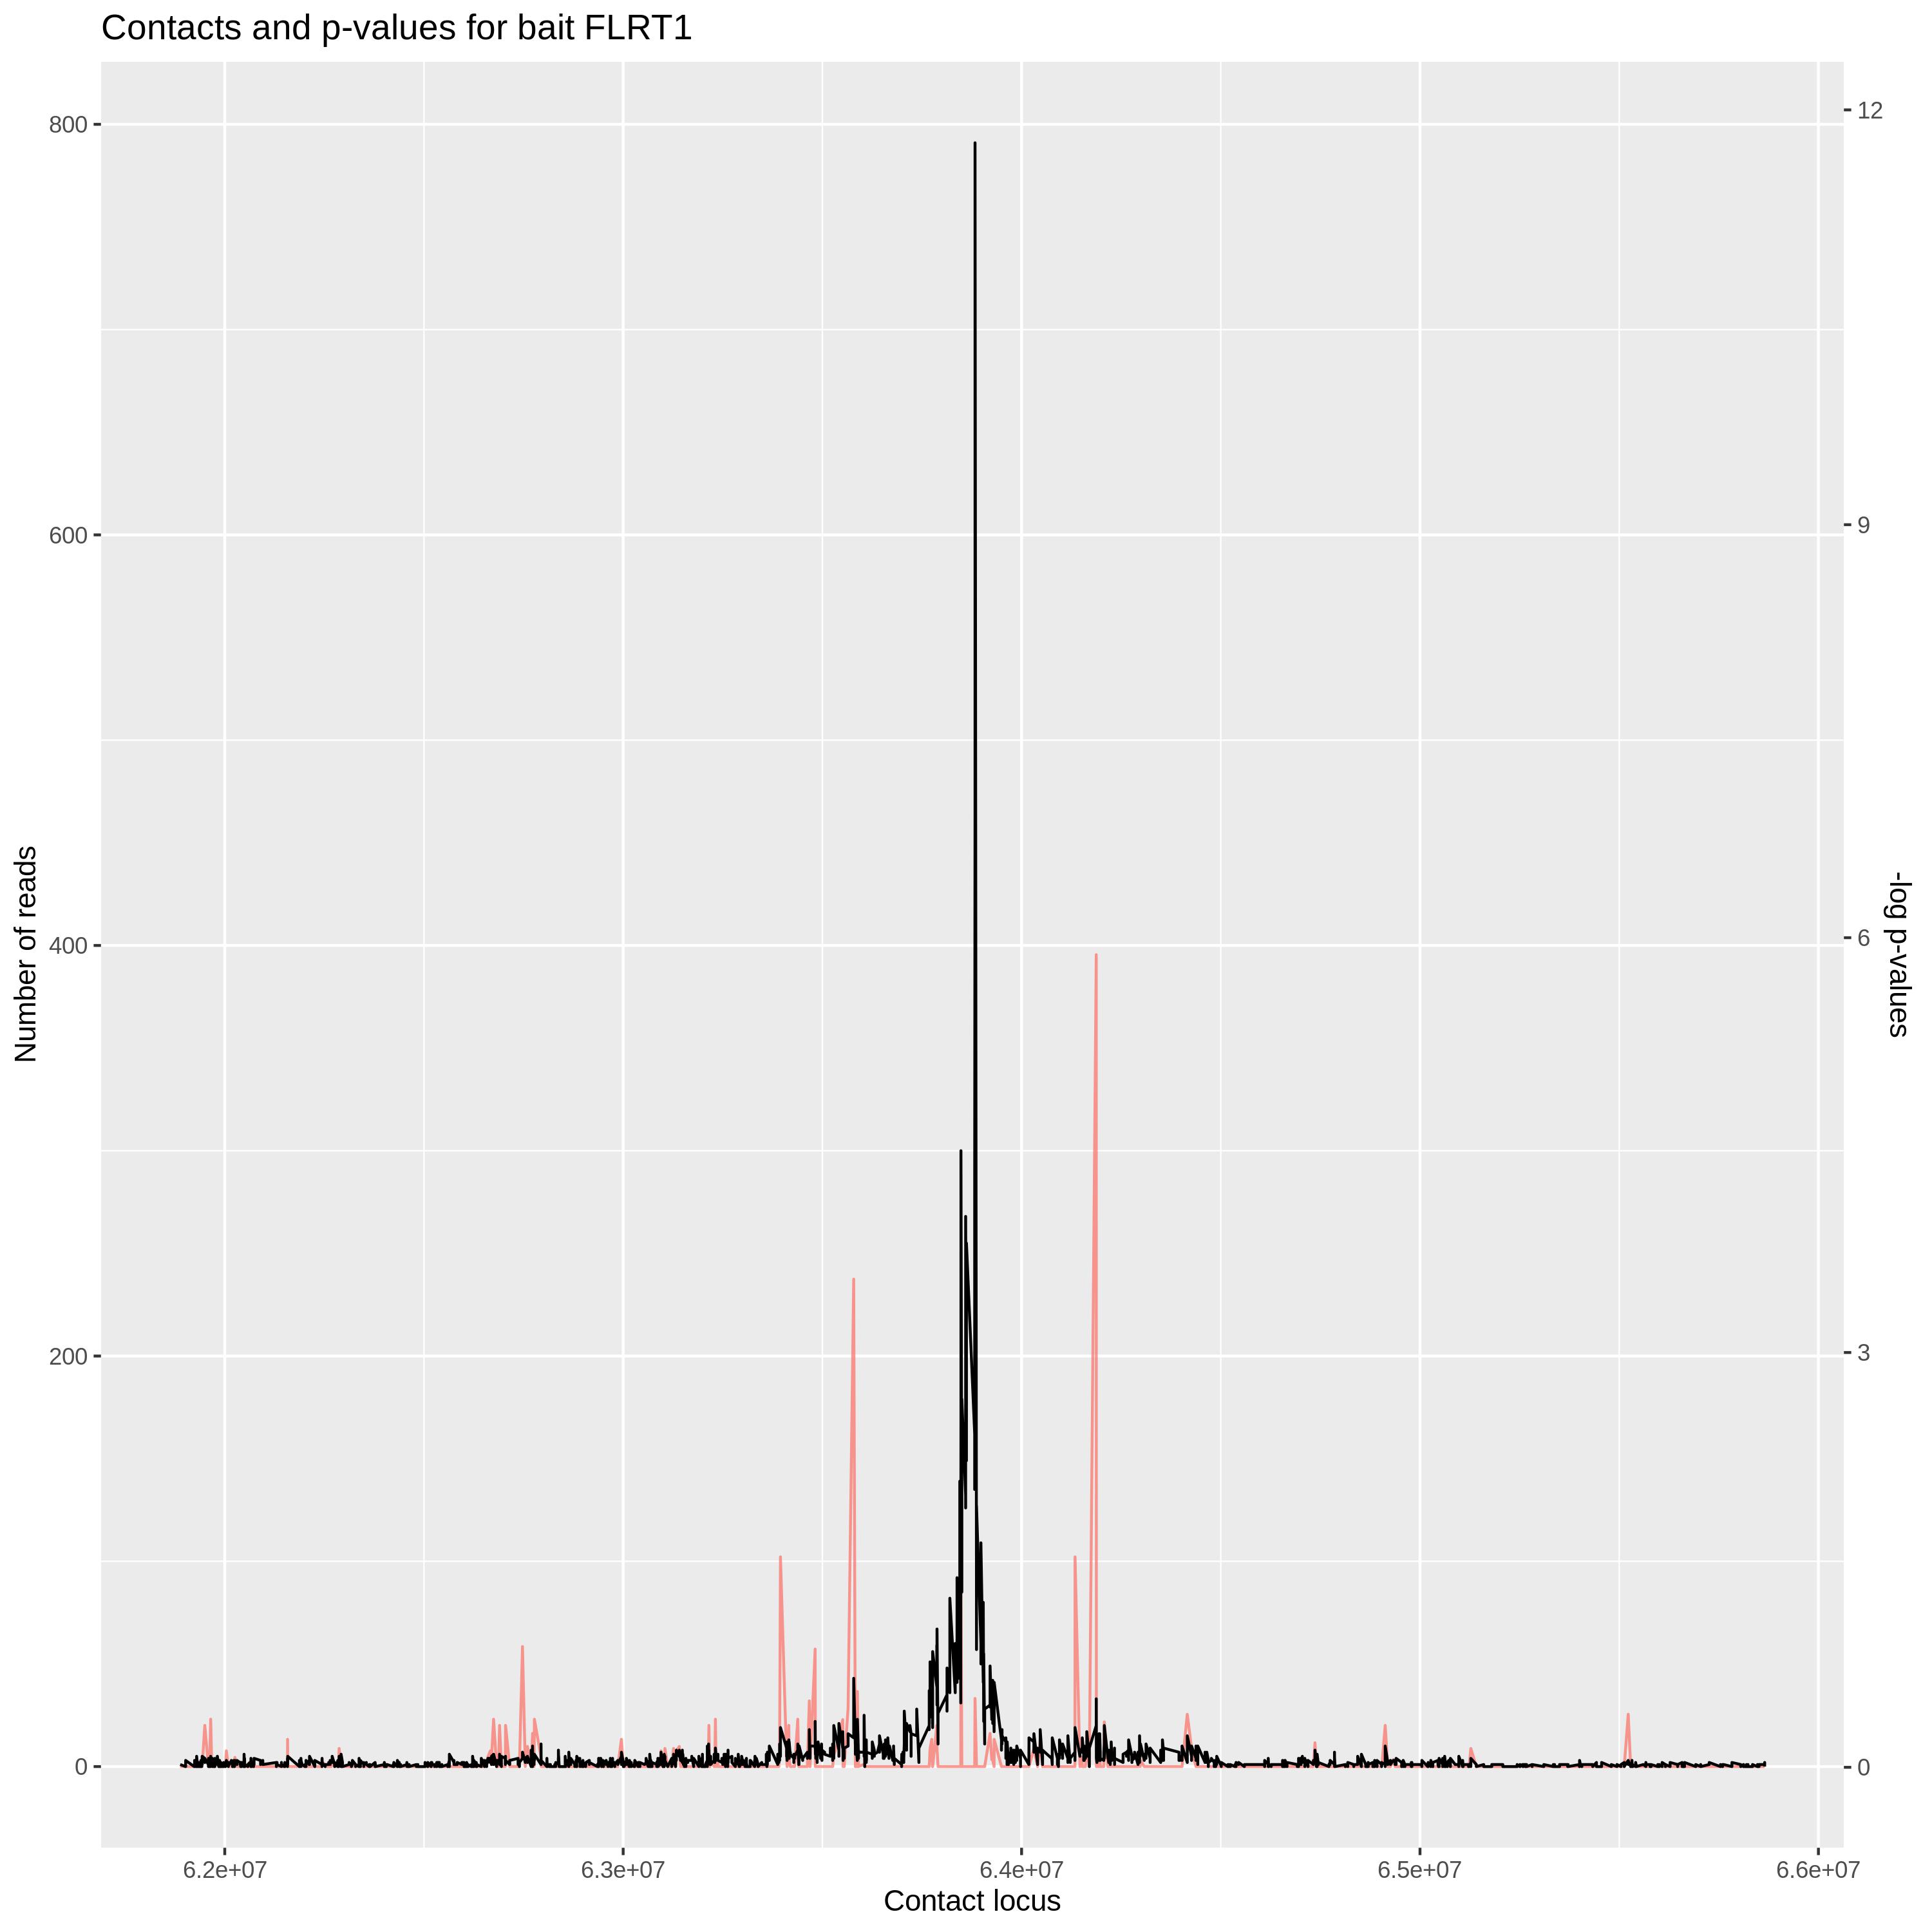 Contacts and p-values for bait FLRT1
800
600
400
200
0
Number of reads
12
9
6
3
0
-log p-values
6.2e+07 6.3e+07 6.4e+07 6.5e+07 6.6e+07
Contact locus